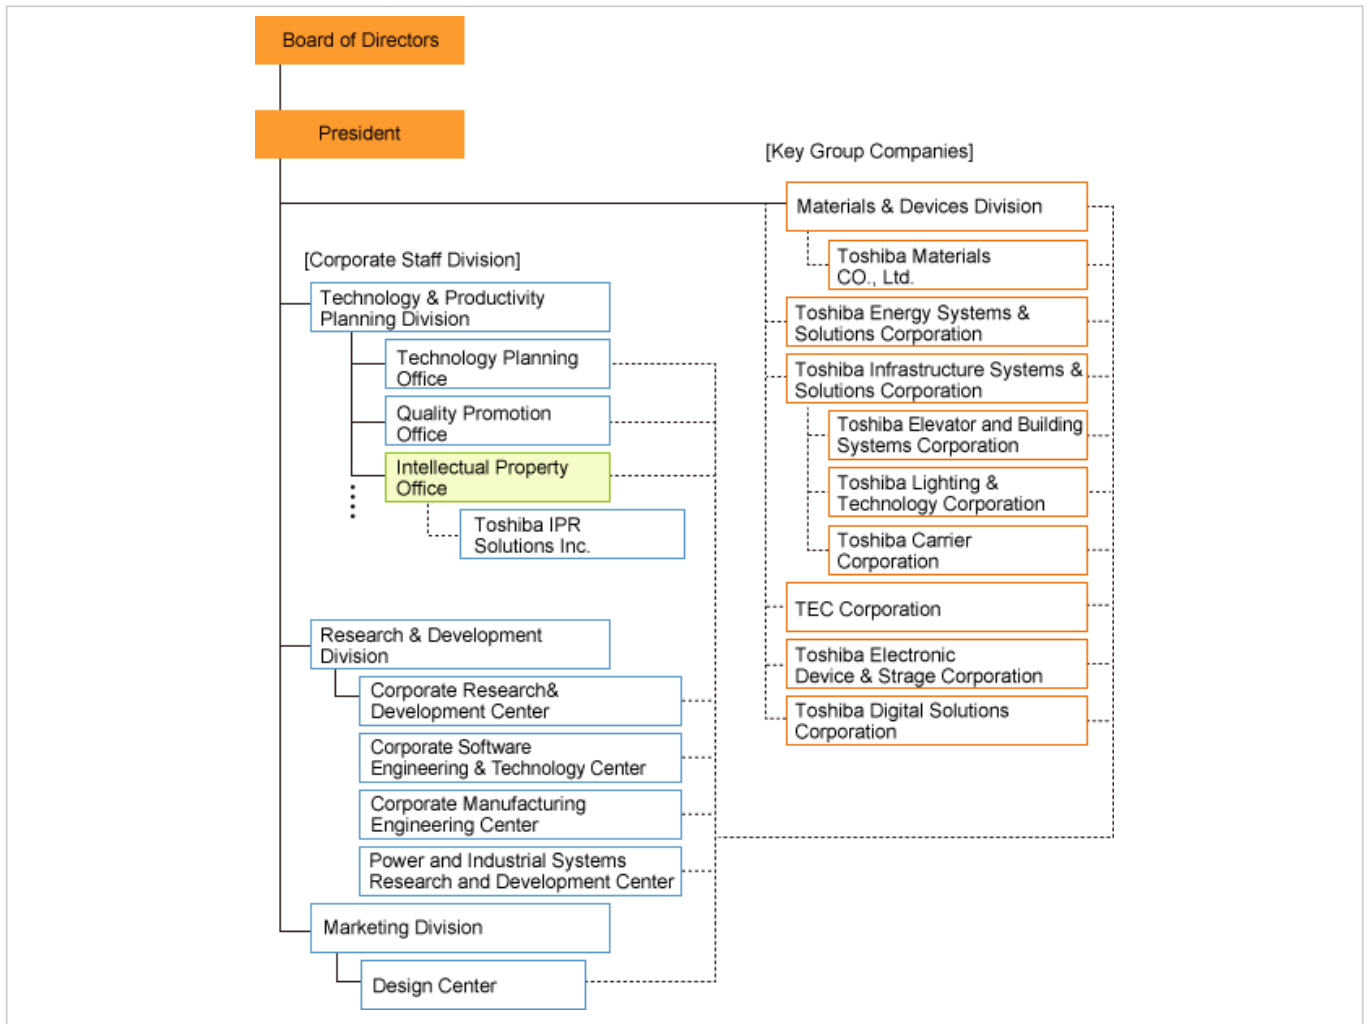 Board of Directors
President
[Corporate Staff Division]
Technology & Productivity
Planning Division
Technology Planning
Office
Quality Promotion
Office
Intellectual Property
Office
Toshiba IPR
Solutions Inc.
Research & Development
Division
Corporate Research&
Development Center
Corporate Software
Engineering & Technology Center
Corporate Manufacturing
Engineering Center
Power and Industrial Systems
Research and Development Center
Marketing Division
Design Center
[Key Group Companies]
Materials & Devices Division
Toshiba Materials
CO., Ltd.
Toshiba Energy Systems &
Solutions Corporation
Toshiba Infrastructure Systems &
Solutions Corporation
Toshiba Elevator and Building
Systems Corporation
Toshiba Lighting &
Technology Corporation
Toshiba Carrier
Corporation
TEC Corporation
Toshiba Electronic
Device & Strage Corporation
Toshiba Digital Solutions
Corporation